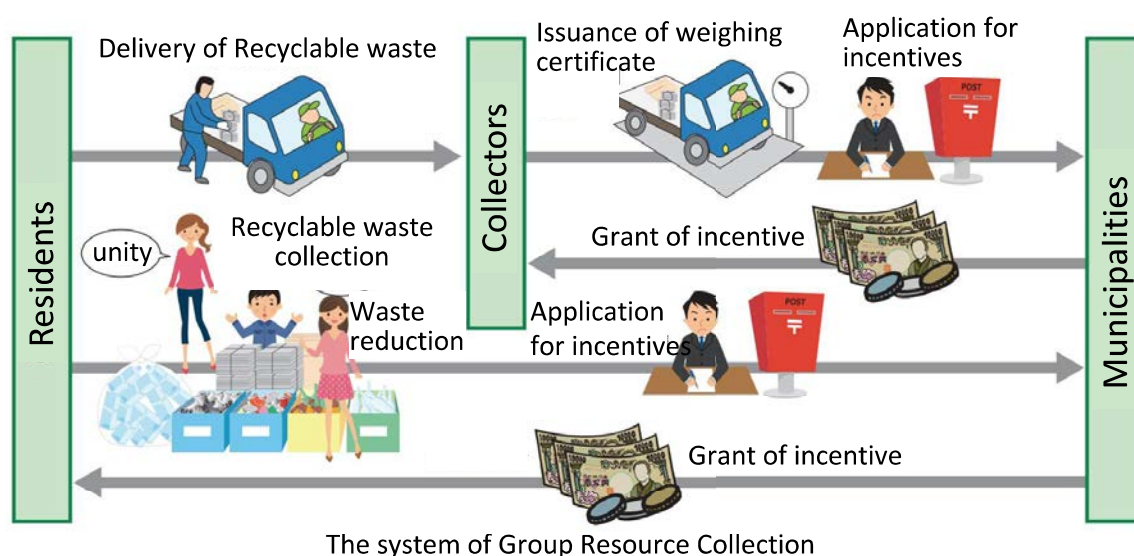 Delivery of Recyclable waste
Issuance of weighing
certificate
Application for
incentives
POST
〒
Residents
Collectors
Municipalities
unity
Recyclable waste
collection
Grant of incentive
Waste
reduction
Application
for incentives
POST
〒
Grant of incentive
The system of Group Resource Collection